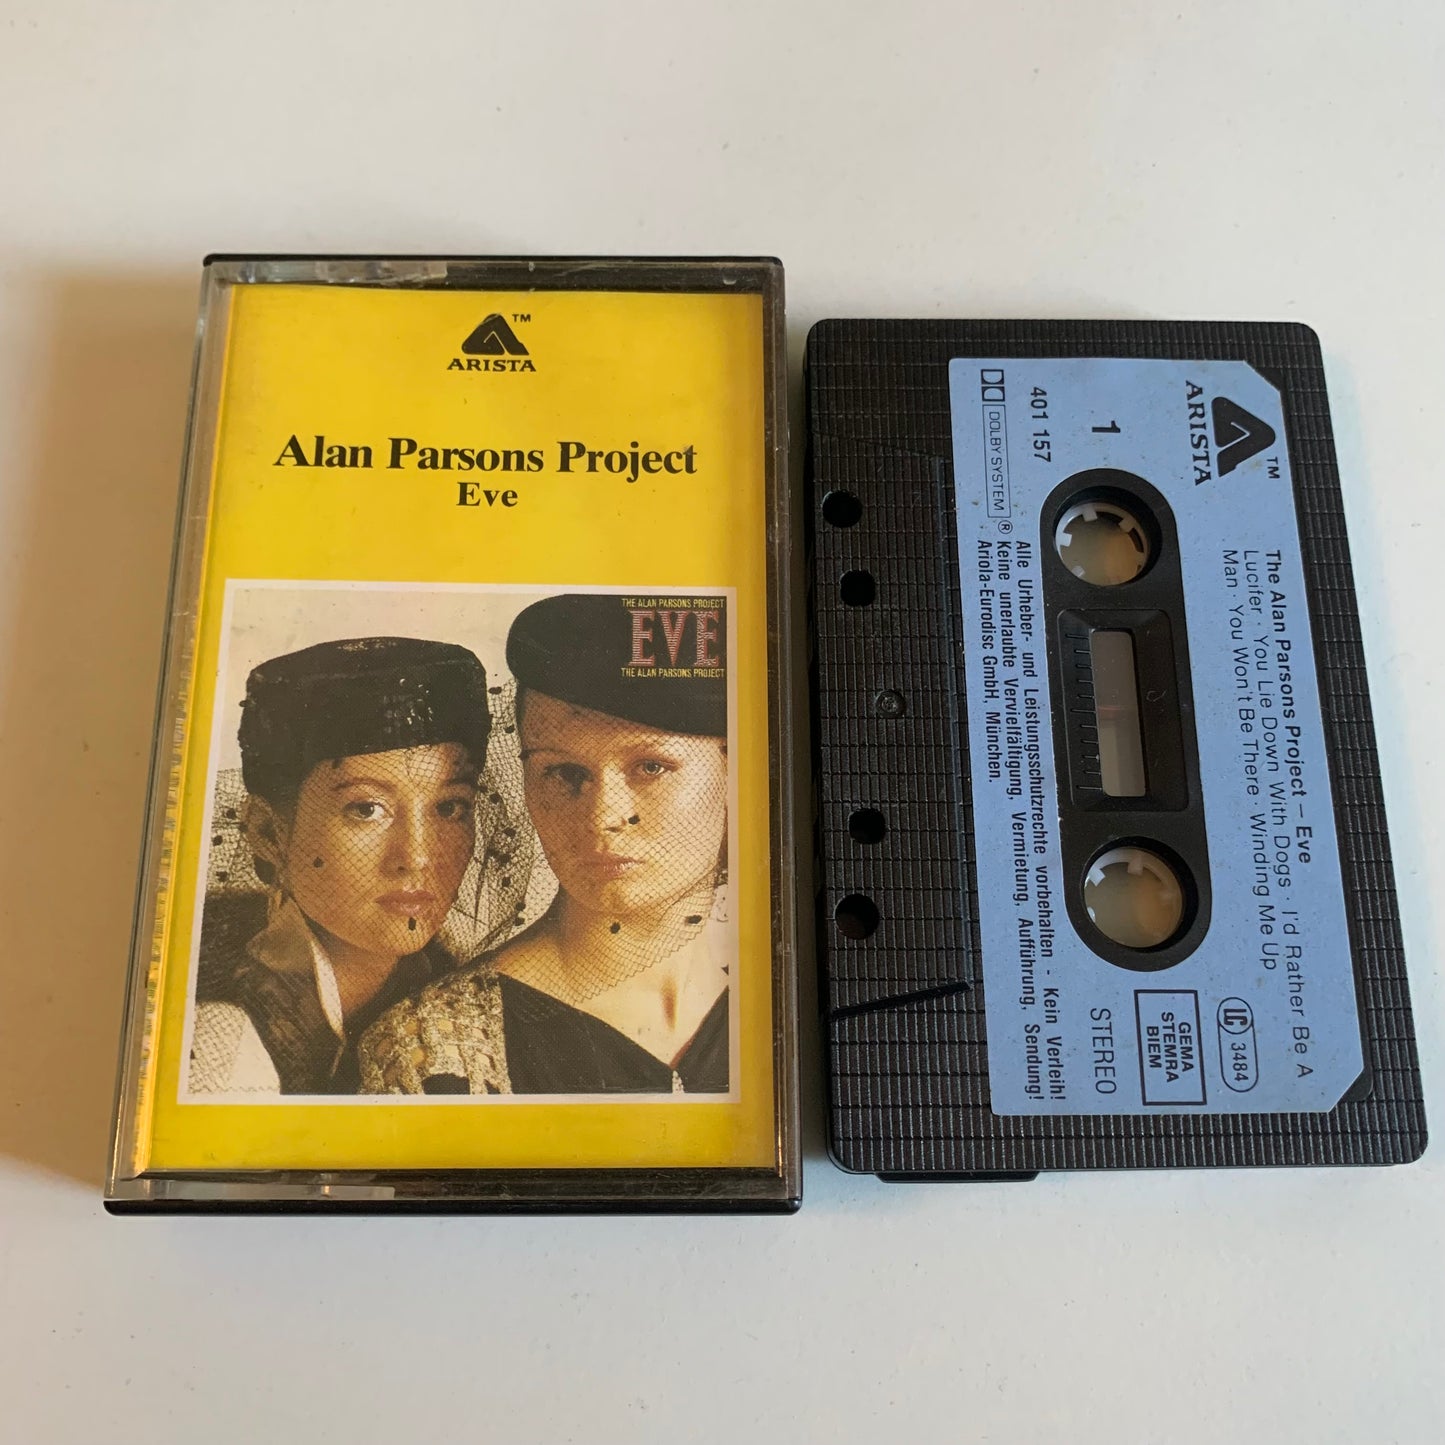 TM
ARISTA
Alan Parsons Project
Eve
THE ALAN PARSONS PROJECT
EVE
THE ALAN PARSONS PROJECT
ARISTA
TM
The Alan Parsons Project – Eve
Lucifer · You Lie Down With Dogs · I'd Rather Be A
Man · You Won't Be There · Winding Me Up
1
401 157
DOLBY SYSTEM ®
LC 3484
GEMA
STEMRA
BIEM
STEREO
Alle Urheber- und Leistungsschutzrechte vorbehalten - Kein Verleih!
Keine unerlaubte Vervielfältigung, Vermietung, Aufführung, Sendung!
Ariola-Eurodisc GmbH, München.